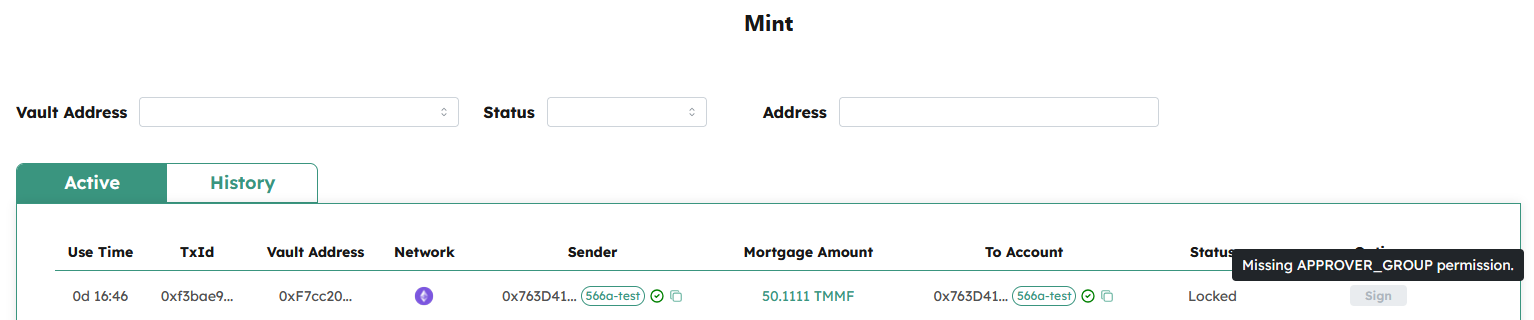 Mint
Vault Address Status Address
Active History
Use Time TxId Vault Address Network Sender Mortgage Amount To Account Status
Missing APPROVER_GROUP permission.
0d 16:46 0xf3bae9... 0xF7cc20... 0x763D41... 566a-test 50.1111 TMMF 0x763D41... 566a-test Locked Sign